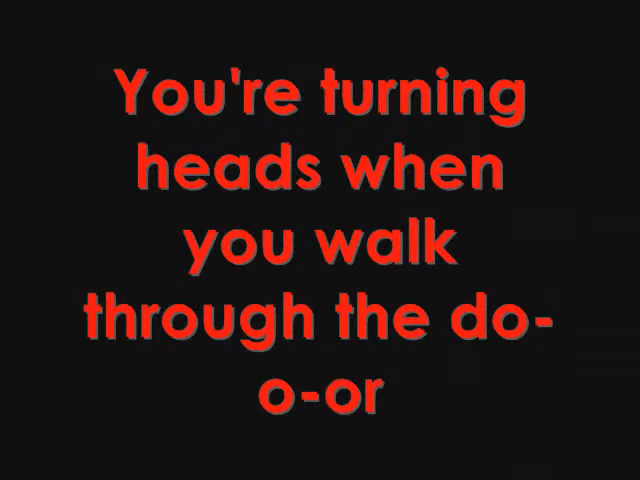 You're turning
heads when
you walk
through the do-
o-or